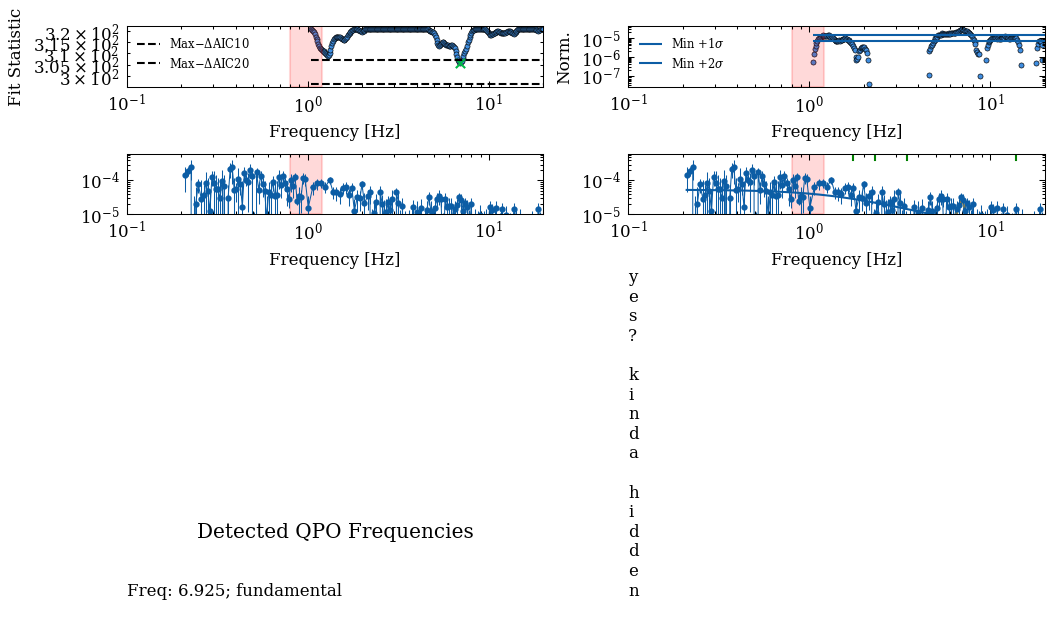 Fit Statistic
3.2 × 10²
3.15 × 10²
3.1 × 10²
3.05 × 10²
3 × 10²
Max−ΔAIC10
Max−ΔAIC20
10⁻¹
10⁰
10¹
Frequency [Hz]
Norm.
10⁻⁵
10⁻⁶
10⁻⁷
Min +1σ
Min +2σ
10⁻¹
10⁰
10¹
Frequency [Hz]
10⁻⁴
10⁻⁵
10⁻¹
10⁰
10¹
Frequency [Hz]
10⁻⁴
10⁻⁵
10⁻¹
10⁰
10¹
Frequency [Hz]
Detected QPO Frequencies
Freq: 6.925; fundamental
y
e
s
?
k
i
n
d
a
h
i
d
d
e
n